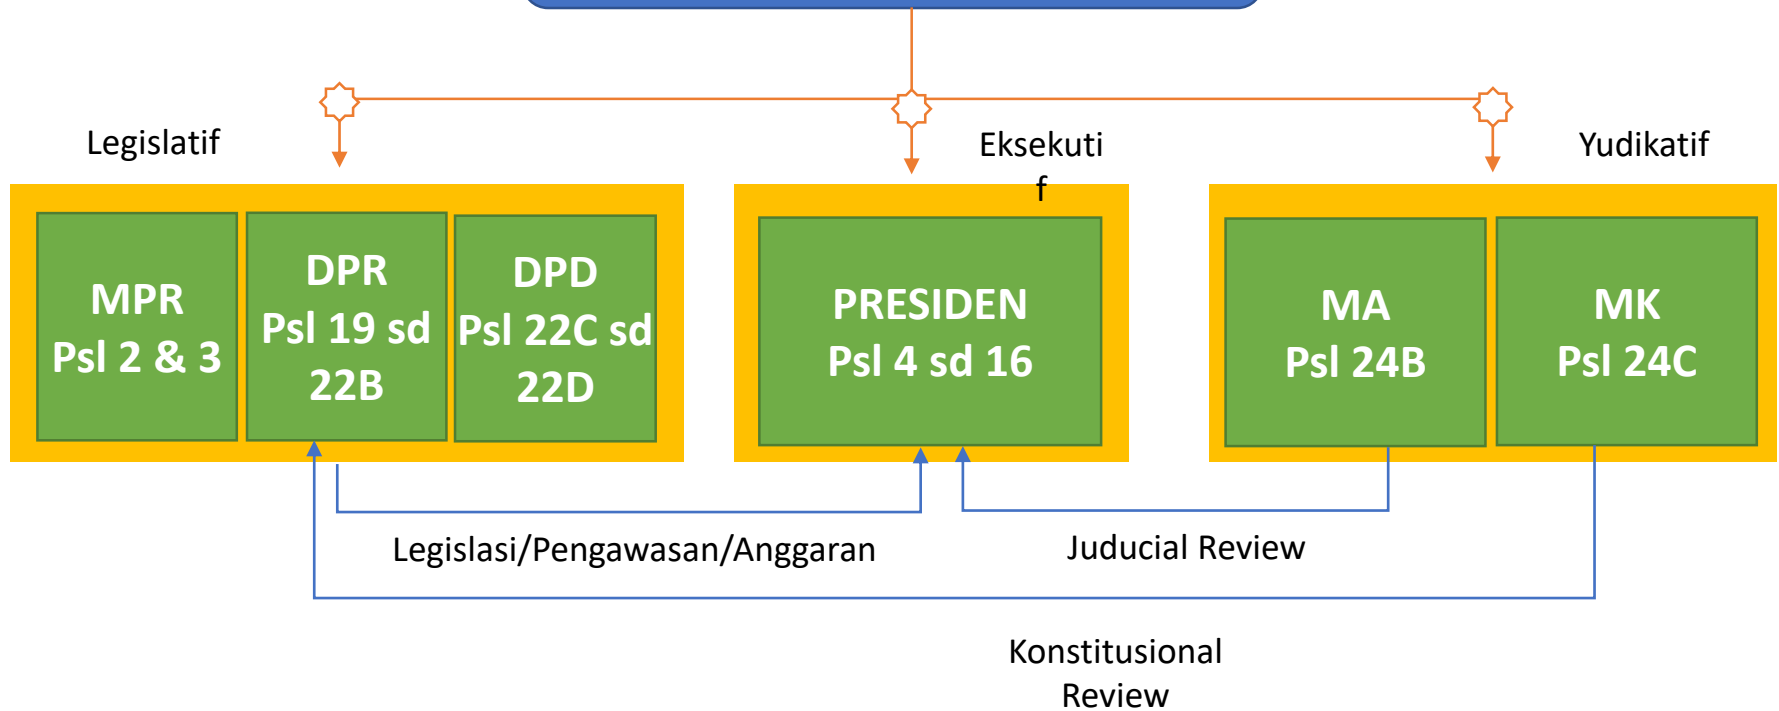 Legislatif
Eksekuti
f
Yudikatif
MPR
Psl 2 & 3
DPR
Psl 19 sd
22B
DPD
Psl 22C sd
22D
PRESIDEN
Psl 4 sd 16
MA
Psl 24B
MK
Psl 24C
Legislasi/Pengawasan/Anggaran
Juducial Review
Konstitusional
Review